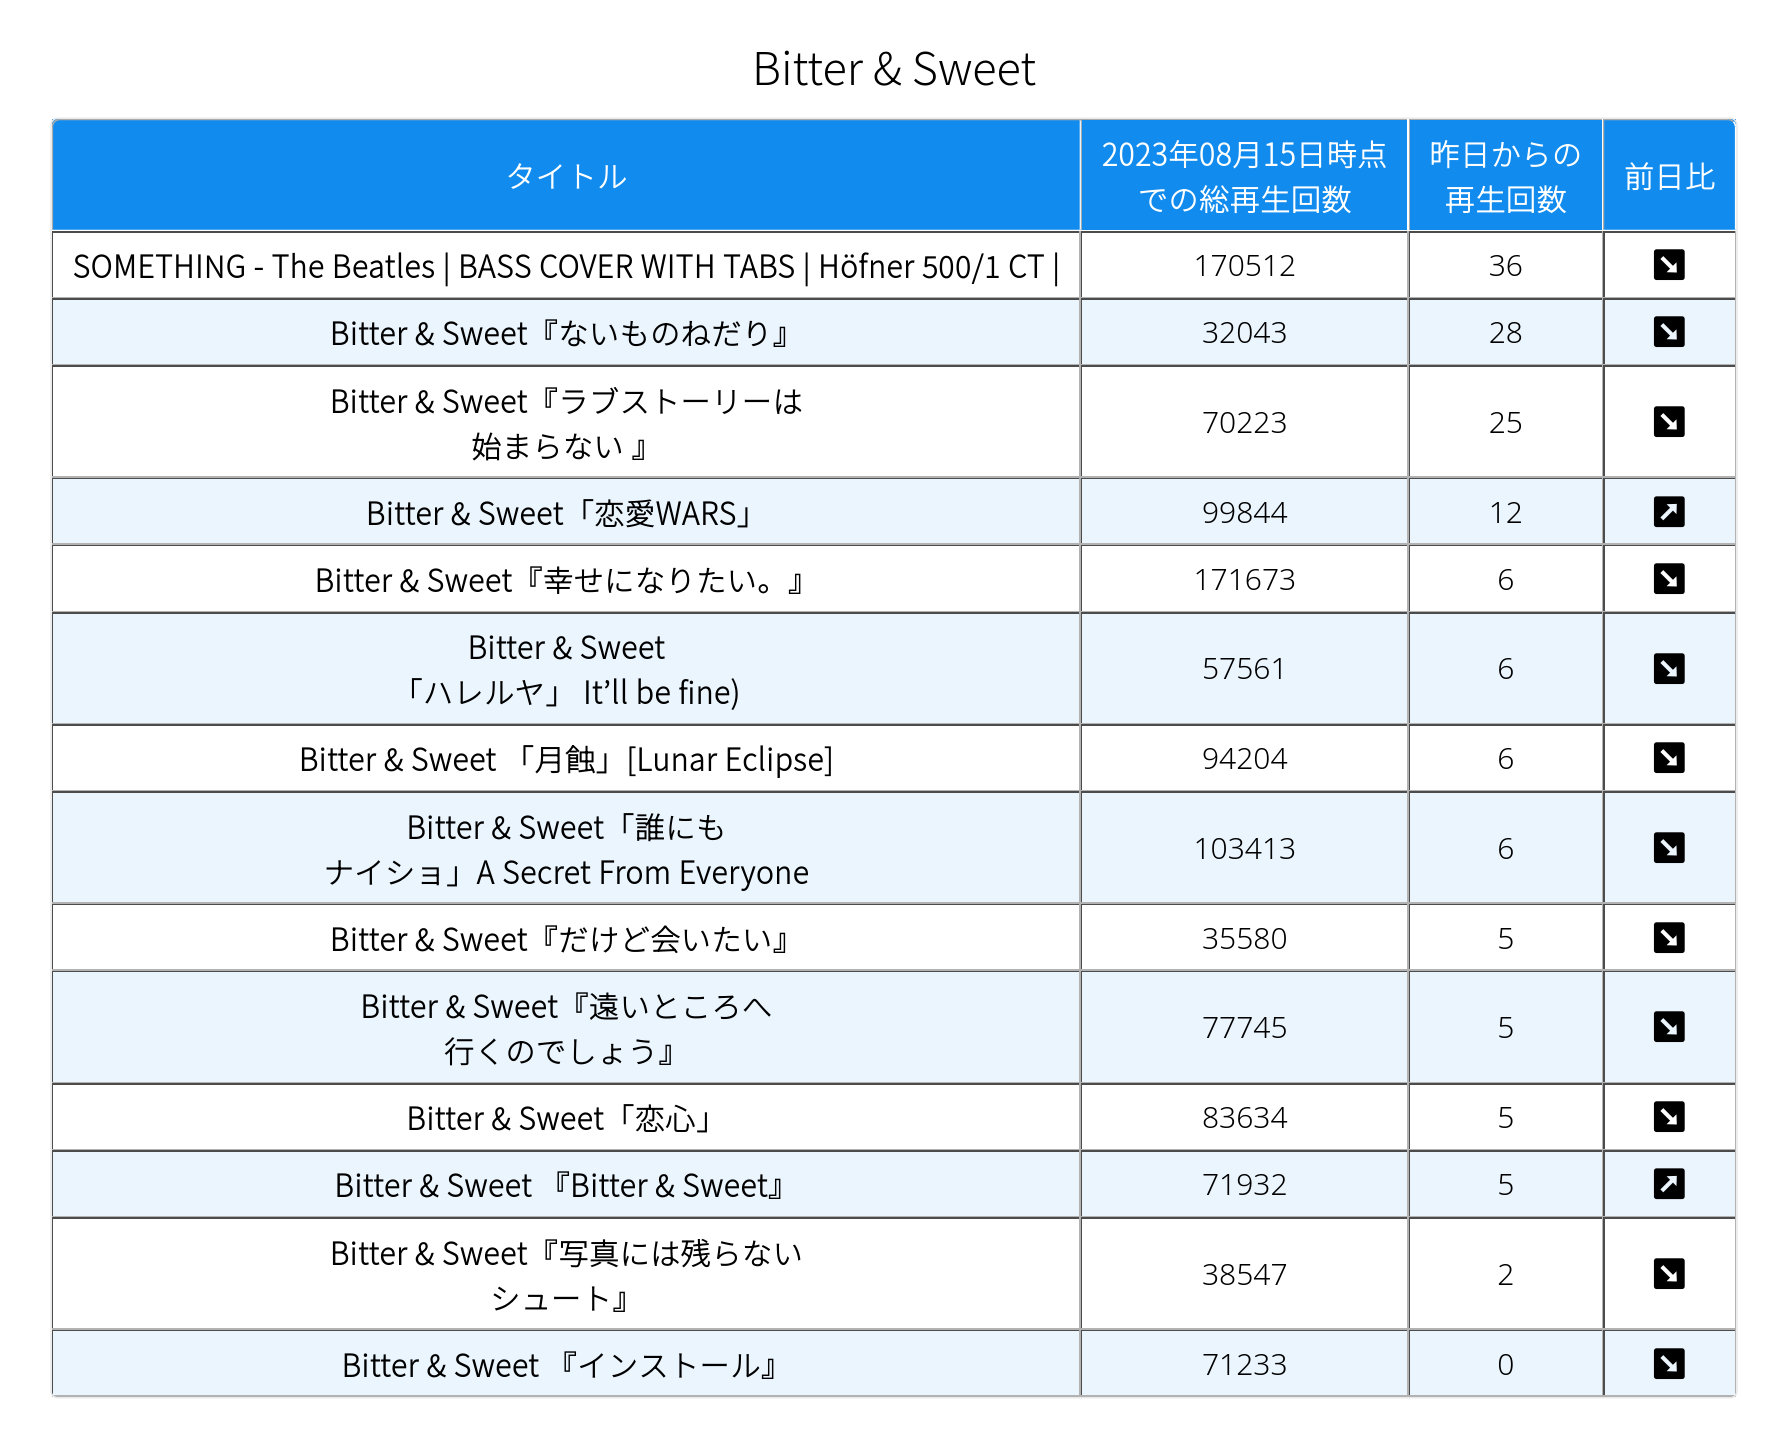 Bitter & Sweet
タイトル
2023年08月15日時点
での総再生回数
昨日からの
再生回数
前日比
SOMETHING - The Beatles | BASS COVER WITH TABS | Höfner 500/1 CT |
170512
36
Bitter & Sweet『ないものねだり』
32043
28
Bitter & Sweet『ラブストーリーは
始まらない 』
70223
25
Bitter & Sweet「恋愛WARS」
99844
12
Bitter & Sweet『幸せになりたい。』
171673
6
Bitter & Sweet
「ハレルヤ」 It’ll be fine)
57561
6
Bitter & Sweet 「月蝕」[Lunar Eclipse]
94204
6
Bitter & Sweet「誰にも
ナイショ」A Secret From Everyone
103413
6
Bitter & Sweet『だけど会いたい』
35580
5
Bitter & Sweet『遠いところへ
行くのでしょう』
77745
5
Bitter & Sweet「恋心」
83634
5
Bitter & Sweet 『Bitter & Sweet』
71932
5
Bitter & Sweet『写真には残らない
シュート』
38547
2
Bitter & Sweet 『インストール』
71233
0